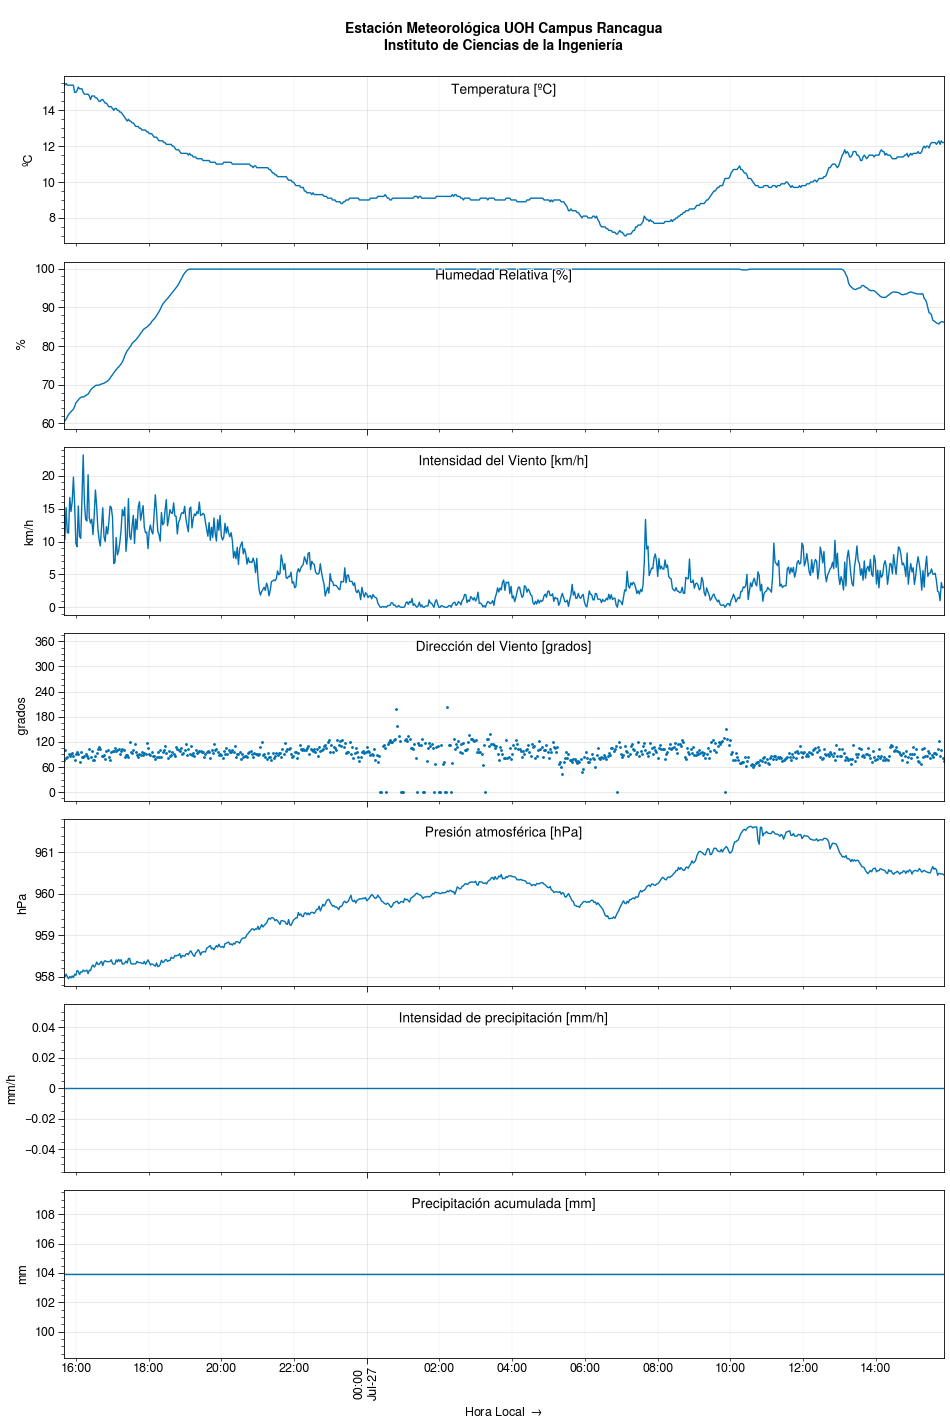 Estación Meteorológica UOH Campus Rancagua
Instituto de Ciencias de la Ingeniería
Temperatura [ºC]
ºC
14
12
10
8
Humedad Relativa [%]
%
100
90
80
70
60
Intensidad del Viento [km/h]
km/h
20
15
10
5
0
Dirección del Viento [grados]
grados
360
300
240
180
120
60
0
Presión atmosférica [hPa]
hPa
961
960
959
958
Intensidad de precipitación [mm/h]
mm/h
0.04
0.02
0
−0.02
−0.04
Precipitación acumulada [mm]
mm
108
106
104
102
100
16:00 18:00 20:00 22:00 00:00 02:00 04:00 06:00 08:00 10:00 12:00 14:00
Jul-27
Hora Local →